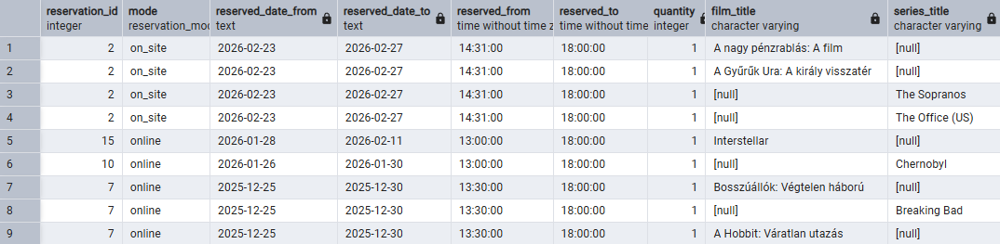 reservation_id mode reserved_date_from reserved_date_to reserved_from reserved_to quantity film_title series_title
integer reservation_mo text text time without time z time without time integer character varying character varying
1 2 on_site 2026-02-23 2026-02-27 14:31:00 18:00:00 1 A nagy pénzrablás: A film [null]
2 2 on_site 2026-02-23 2026-02-27 14:31:00 18:00:00 1 A Gyűrűk Ura: A király visszatér [null]
3 2 on_site 2026-02-23 2026-02-27 14:31:00 18:00:00 1 [null] The Sopranos
4 2 on_site 2026-02-23 2026-02-27 14:31:00 18:00:00 1 [null] The Office (US)
5 15 online 2026-01-28 2026-02-11 13:00:00 18:00:00 1 Interstellar [null]
6 10 online 2026-01-26 2026-01-30 13:00:00 18:00:00 1 [null] Chernobyl
7 7 online 2025-12-25 2025-12-30 13:30:00 18:00:00 1 Bosszúállók: Végtelen háború [null]
8 7 online 2025-12-25 2025-12-30 13:30:00 18:00:00 1 [null] Breaking Bad
9 7 online 2025-12-25 2025-12-30 13:30:00 18:00:00 1 A Hobbit: Váratlan utazás [null]